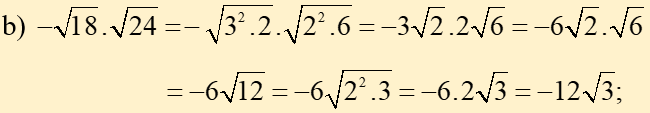 b) −√18.√24 = −√3².2.√2².6 = −3√2.2√6 = −6√2.√6
= −6√12 = −6√2².3 = −6.2√3 = −12√3;